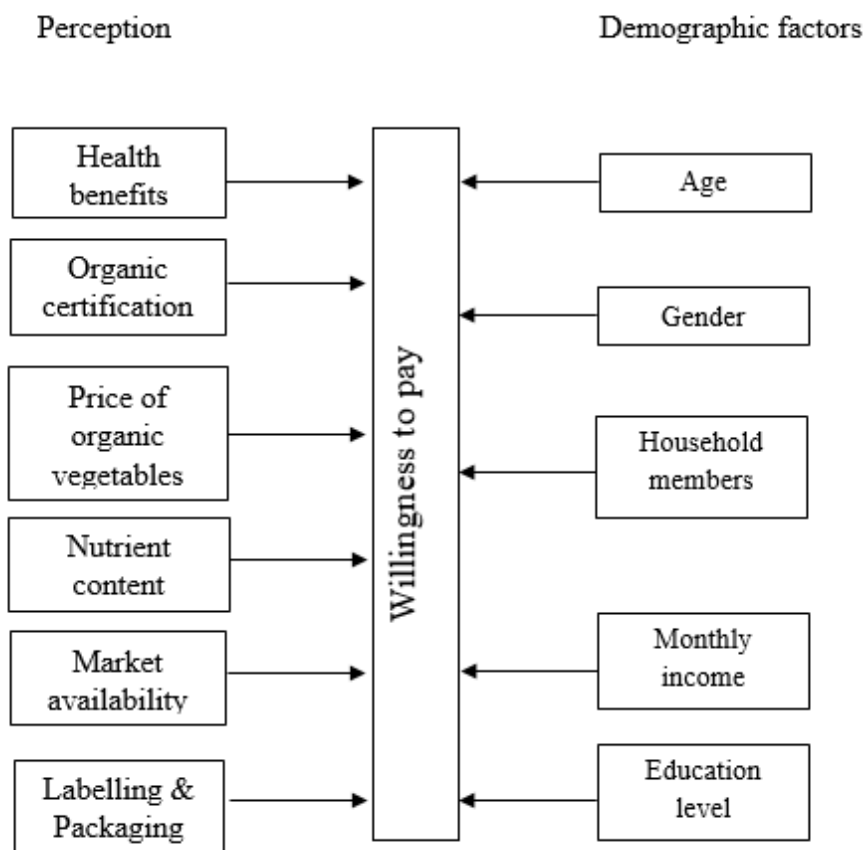 Perception
Demographic factors
Health
benefits
Organic
certification
Price of
organic
vegetables
Nutrient
content
Market
availability
Labelling &
Packaging
Willingness to pay
Age
Gender
Household
members
Monthly
income
Education
level